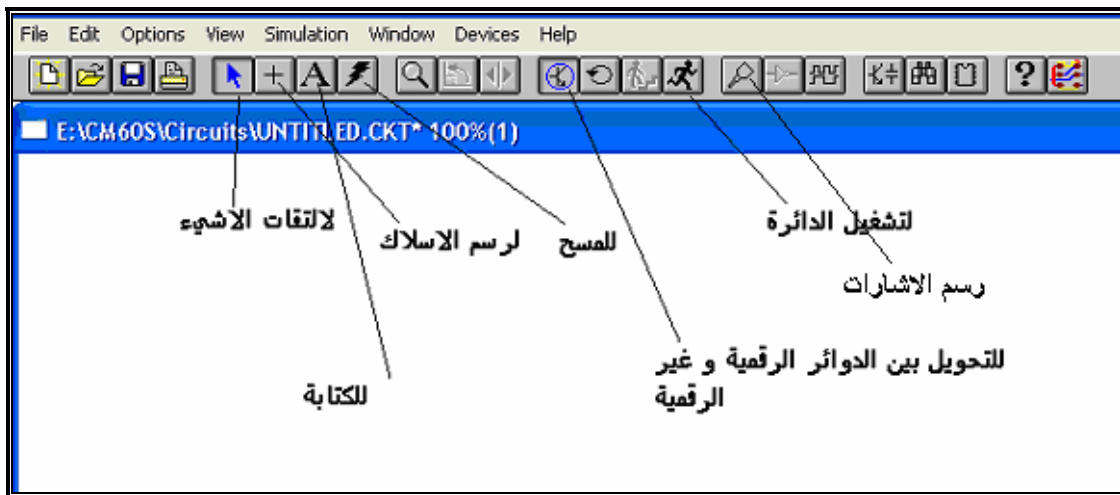 File Edit Options View Simulation Window Devices Help
A
?
E:\CM60S\Circuits\UNTITLED.CKT* 100%(1)
لالتقات الاشيء
لرسم الاسلاك
للمسح
لتشغيل الدائرة
رسم الاشارات
للتحويل بين الدوائر الرقمية و غير
الرقمية
للكتابة